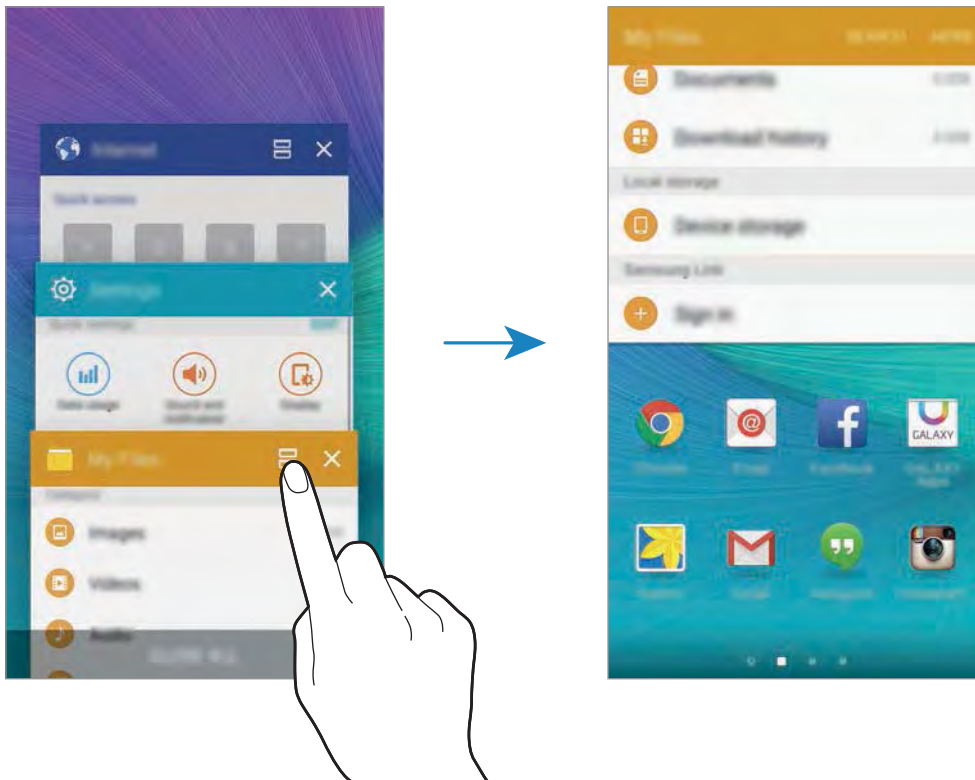 Internet
Quick access
Settings
Quick settings
Data usage
Sound and notification
Display
My Files
Category
Images
Videos
Audio
CLOSE ALL
My Files
SEARCH
MORE
Documents
Download history
Local storage
Device storage
Samsung Link
Sign in
@
GALAXY
Chrome
Email
Facebook
GALAXY Apps
Gallery
Gmail
Hangouts
Instagram